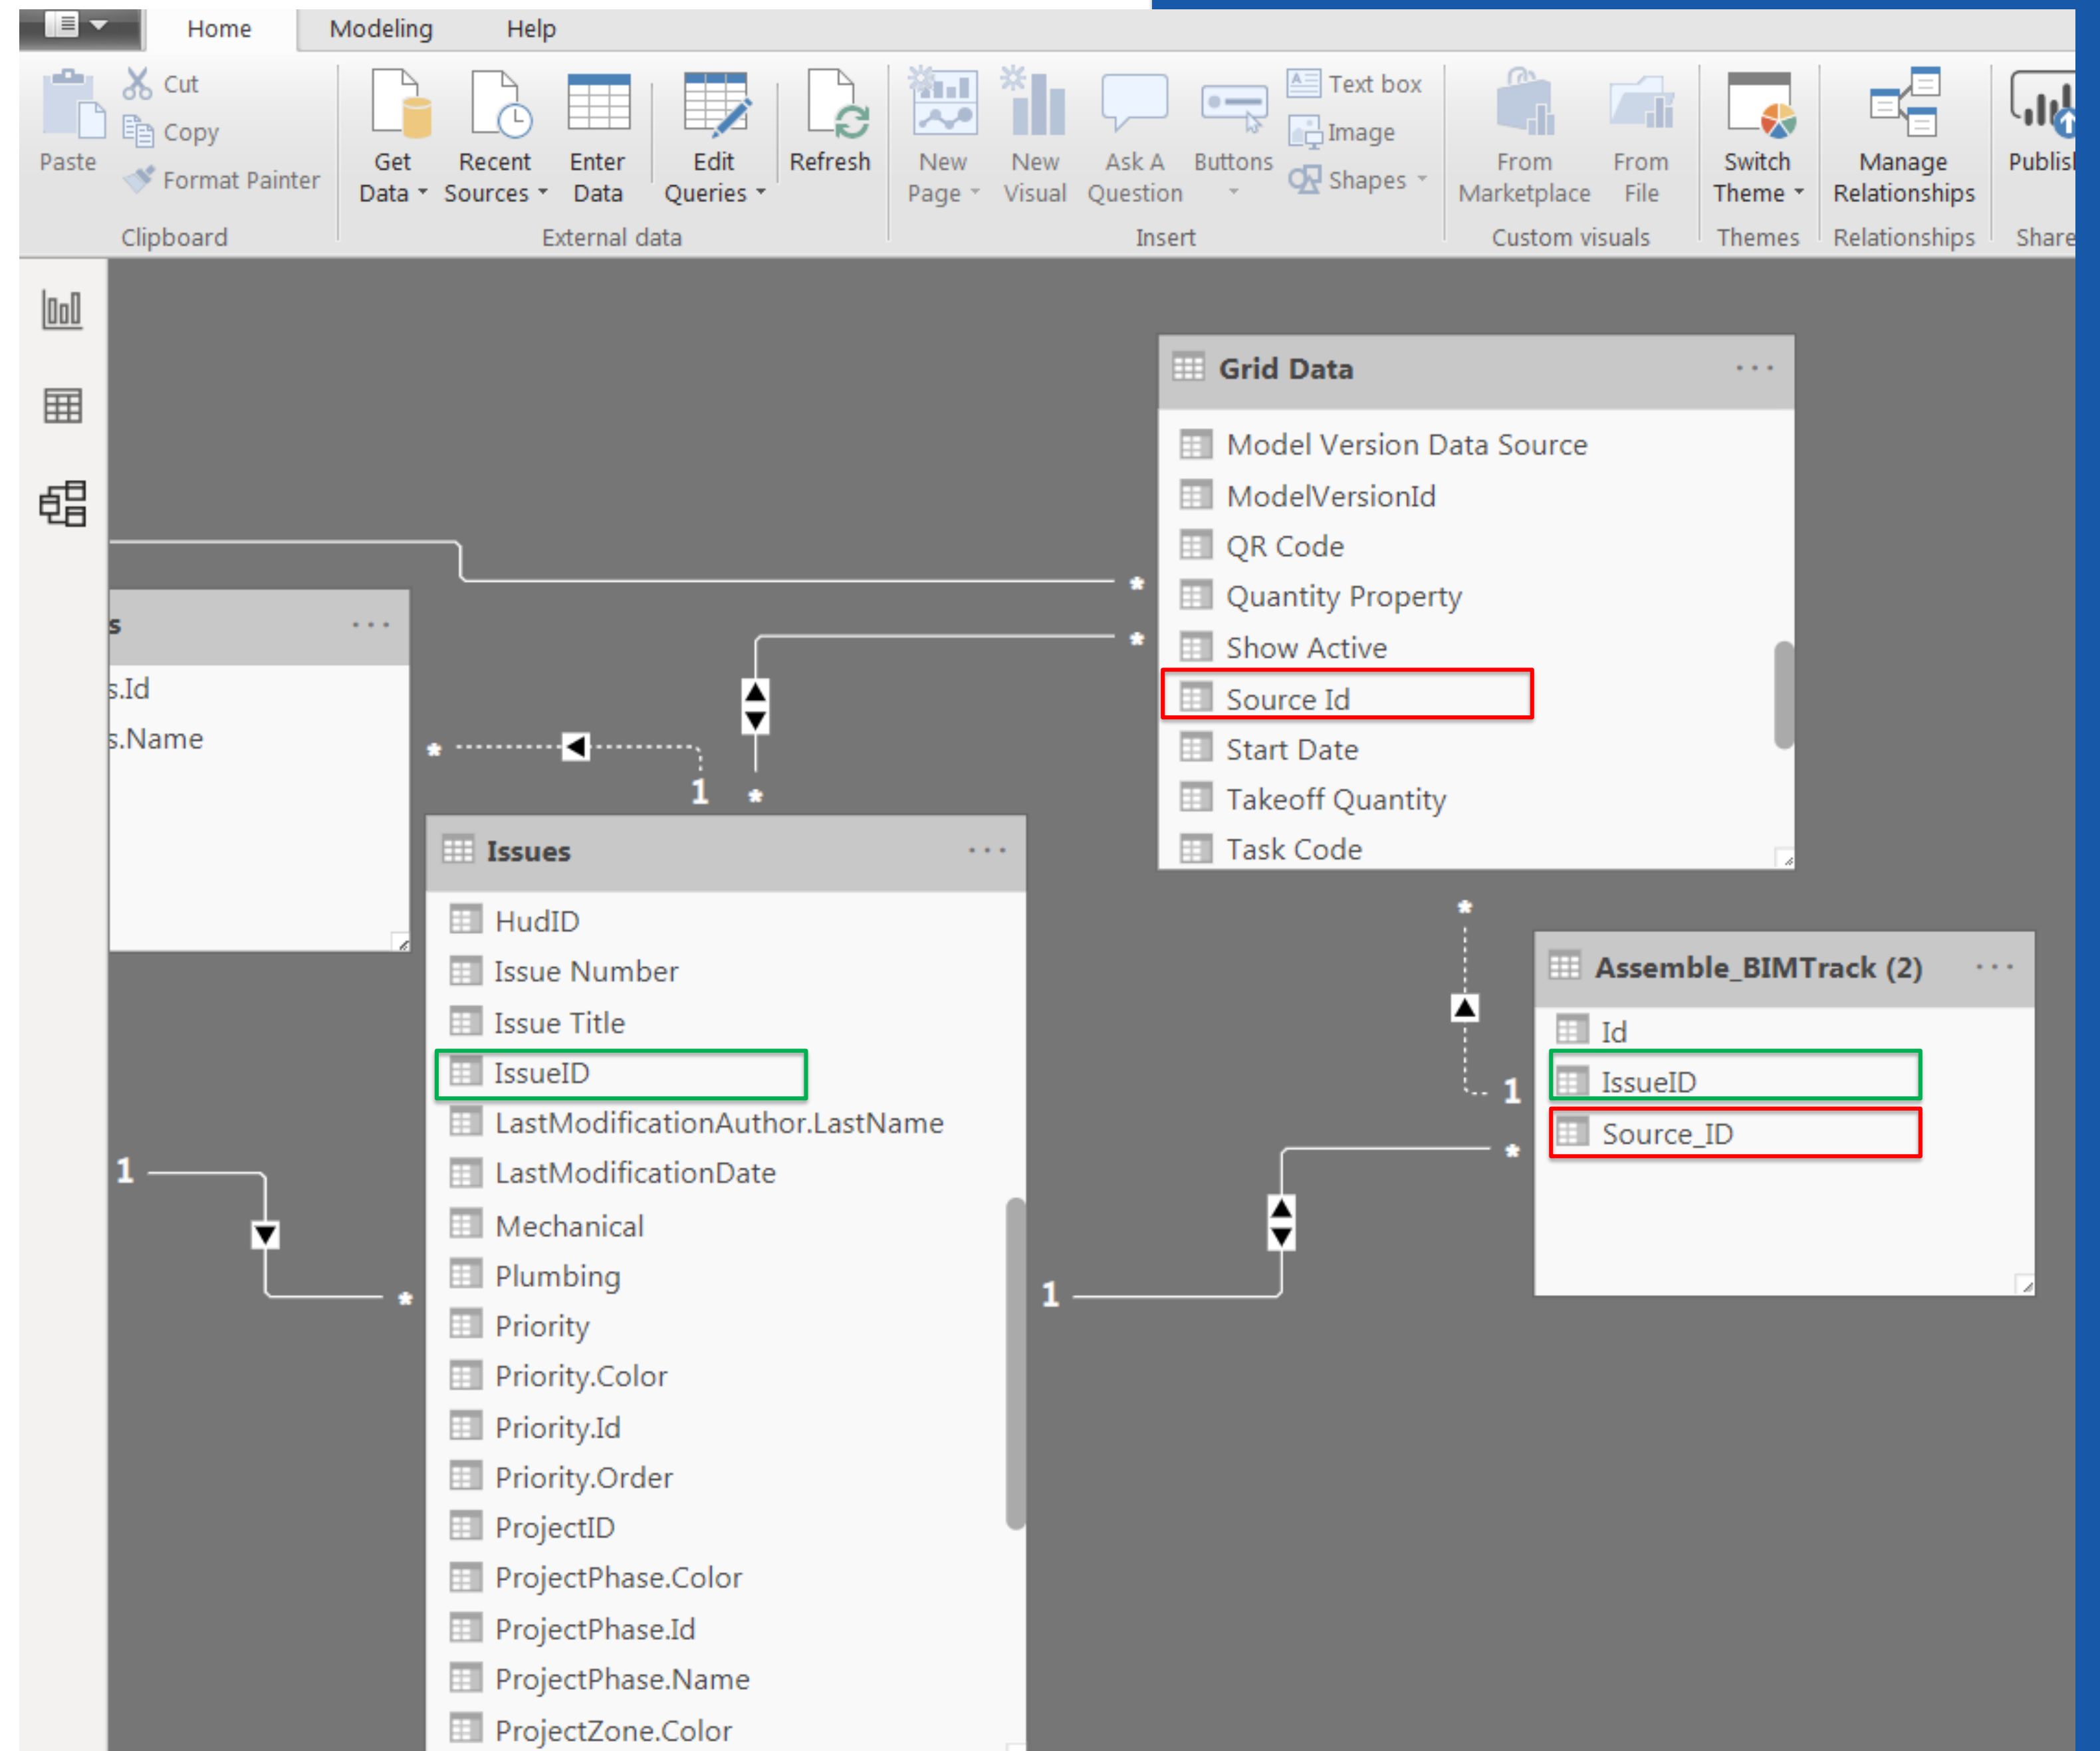 Home Modeling Help
Paste
Cut
Copy
Format Painter
Clipboard
Get Data
Recent Sources
Enter Data
Edit Queries
Refresh
External data
New Page
New Visual
Ask A Question
Buttons
Text box
Image
Shapes
Insert
From Marketplace
From File
Custom visuals
Switch Theme
Themes
Manage Relationships
Relationships
Publis
Share
Grid Data ...
Model Version Data Source
ModelVersionId
QR Code
Quantity Property
Show Active
Source Id
Start Date
Takeoff Quantity
Task Code
*
*
s ...
s.Id
s.Name
*
1
*
Issues ...
HudID
Issue Number
Issue Title
IssueID
LastModificationAuthor.LastName
LastModificationDate
Mechanical
Plumbing
Priority
Priority.Color
Priority.Id
Priority.Order
ProjectID
ProjectPhase.Color
ProjectPhase.Id
ProjectPhase.Name
ProjectZone.Color
1
*
*
1
*
1
Assemble_BIMTrack (2) ...
Id
IssueID
Source_ID